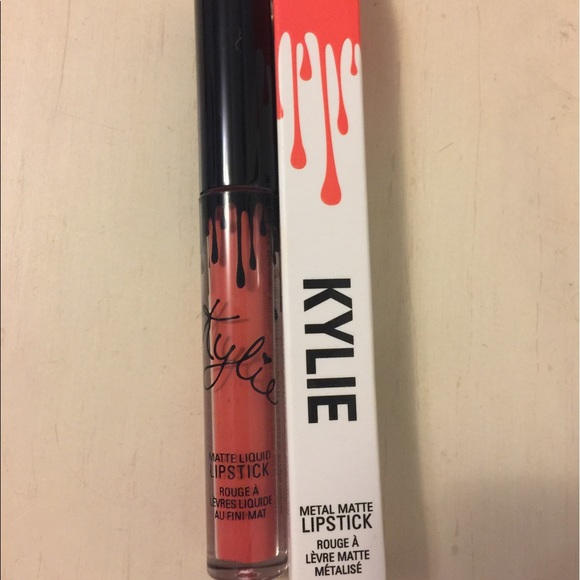 Kylie
MATTE LIQUID
LIPSTICK
ROUGE À
LÈVRES LIQUIDE
AU FINI MAT
KYLIE
METAL MATTE
LIPSTICK
ROUGE À
LÈVRE MATTE
MÉTALISÉ